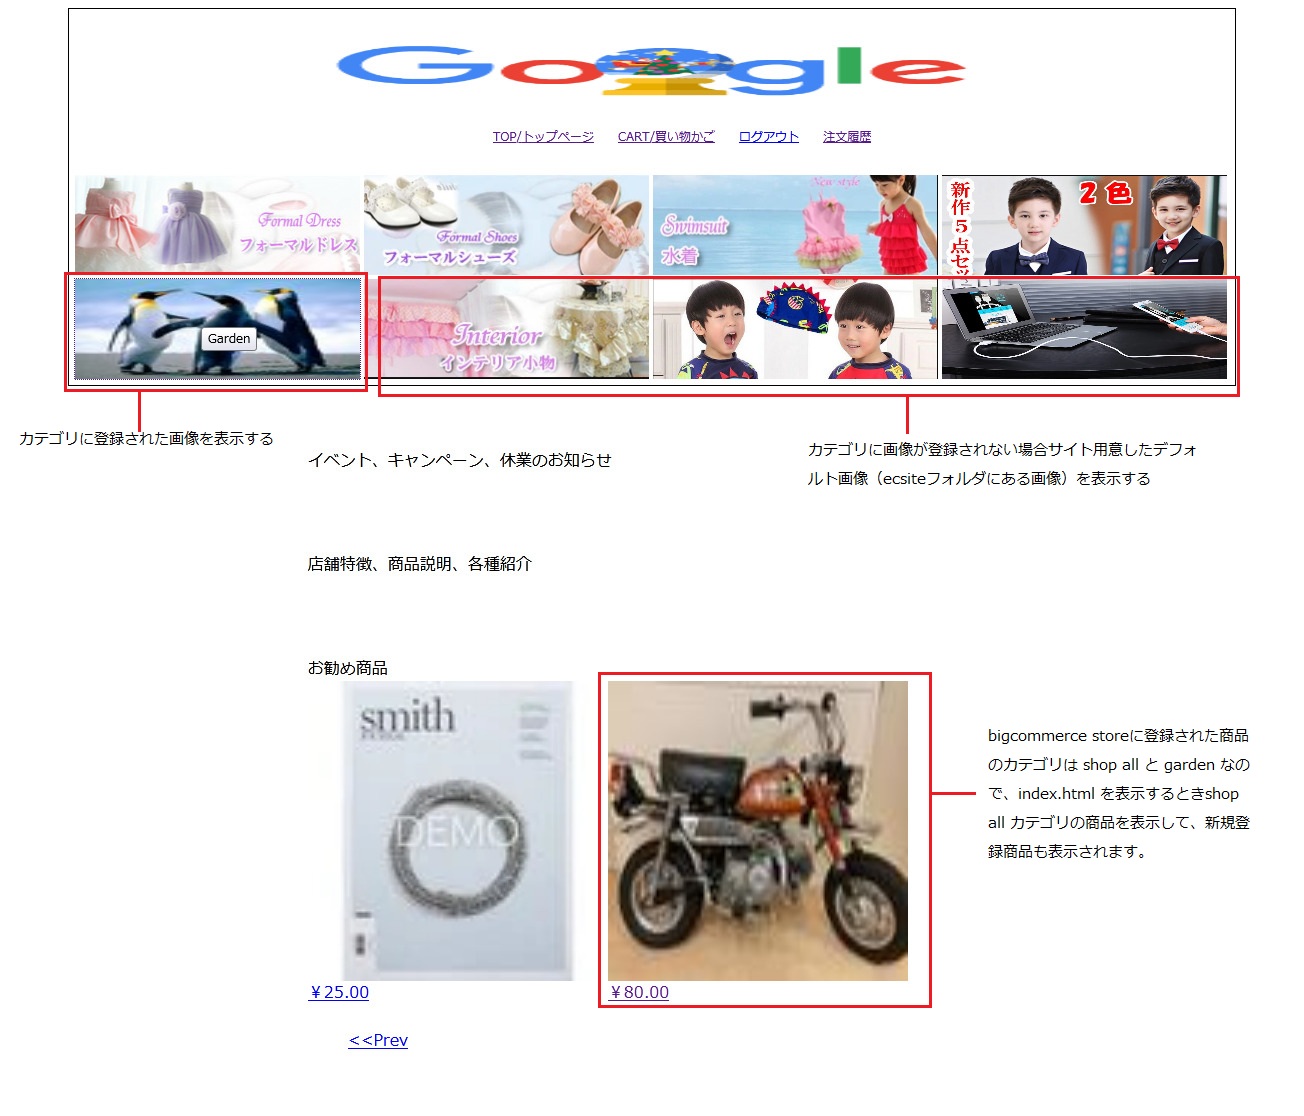 Google
TOP/トップページ CART/買い物かご ログアウト 注文履歴
Formal Dress
フォーマルドレス
Formal Shoes
フォーマルシューズ
New style
Swimsuit
水着
新作5点セッ
2色
Garden
Interior
インテリア小物
カテゴリに登録された画像を表示する
カテゴリに画像が登録されない場合サイト用意したデフォ
ルト画像（ecsiteフォルダにある画像）を表示する
イベント、キャンペーン、休業のお知らせ
店舗特徴、商品説明、各種紹介
お勧め商品
smith
DEMO
bigcommerce storeに登録された商品
のカテゴリは shop all と garden なの
で、index.html を表示するときshop
all カテゴリの商品を表示して、新規登
録商品も表示されます。
￥25.00
￥80.00
<<Prev